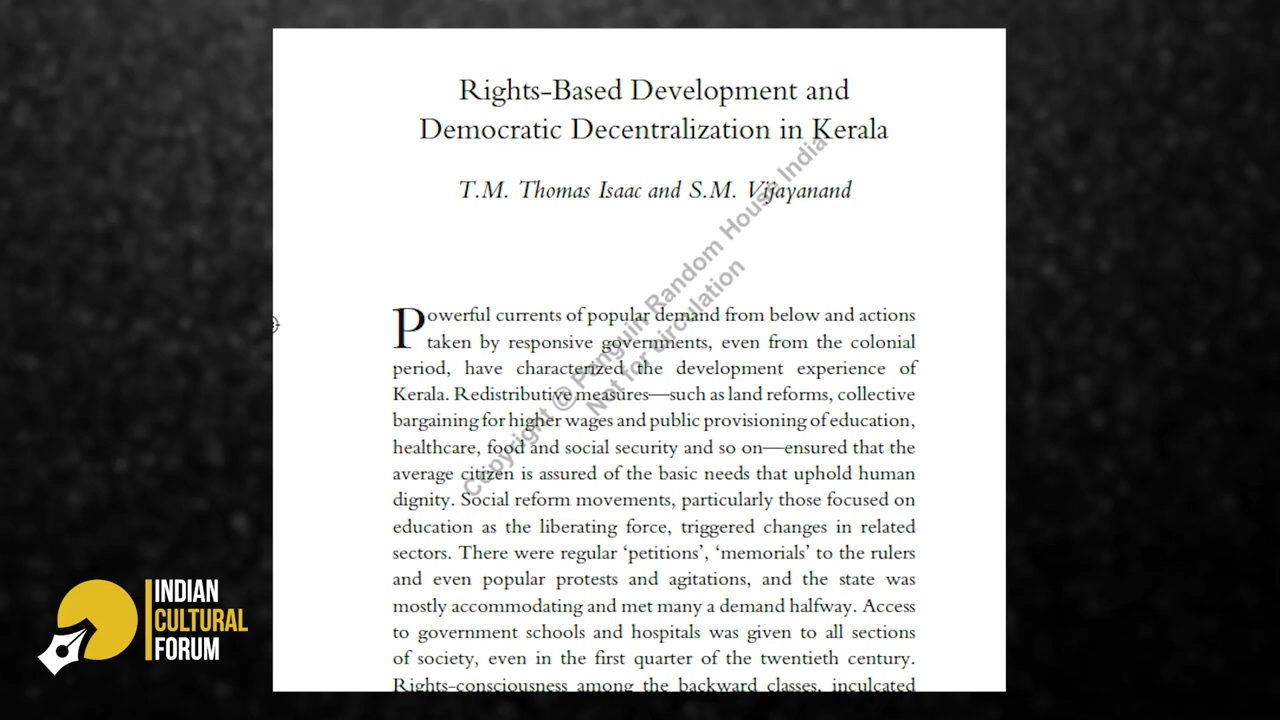 Rights-Based Development and
Democratic Decentralization in Kerala
T.M. Thomas Isaac and S.M. Vijayanand
Powerful currents of popular demand from below and actions
taken by responsive governments, even from the colonial
period, have characterized the development experience of
Kerala. Redistributive measures—such as land reforms, collective
bargaining for higher wages and public provisioning of education,
healthcare, food and social security and so on—ensured that the
average citizen is assured of the basic needs that uphold human
dignity. Social reform movements, particularly those focused on
education as the liberating force, triggered changes in related
sectors. There were regular ‘petitions’, ‘memorials’ to the rulers
and even popular protests and agitations, and the state was
mostly accommodating and met many a demand halfway. Access
to government schools and hospitals was given to all sections
of society, even in the first quarter of the twentieth century.
Rights-consciousness among the backward classes, inculcated
Copyright @ Penguin Random House India
Not for circulation
INDIAN
CULTURAL
FORUM